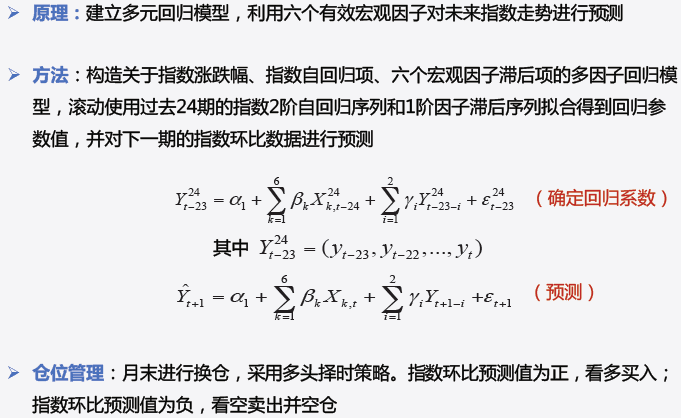 ➢ 原理：建立多元回归模型，利用六个有效宏观因子对未来指数走势进行预测
➢ 方法：构造关于指数涨跌幅、指数自回归项、六个宏观因子滞后项的多因子回归模
型，滚动使用过去24期的指数2阶自回归序列和1阶因子滞后序列拟合得到回归参
数值，并对下一期的指数环比数据进行预测
$Y_{t-23}^{24} = \alpha_1 + \sum_{k=1}^{6} \beta_k X_{k,t-24}^{24} + \sum_{i=1}^{2} \gamma_i Y_{t-23-i}^{24} + \varepsilon_{t-23}^{24}$ （确定回归系数）
其中 $Y_{t-23}^{24} = (y_{t-23}, y_{t-22}, ..., y_t)$
$\hat{Y}_{t+1} = \alpha_1 + \sum_{k=1}^{6} \beta_k X_{k,t} + \sum_{i=1}^{2} \gamma_i Y_{t+1-i} + \varepsilon_{t+1}$ （预测）
➢ 仓位管理：月末进行换仓，采用多头择时策略。指数环比预测值为正，看多买入；
指数环比预测值为负，看空卖出并空仓